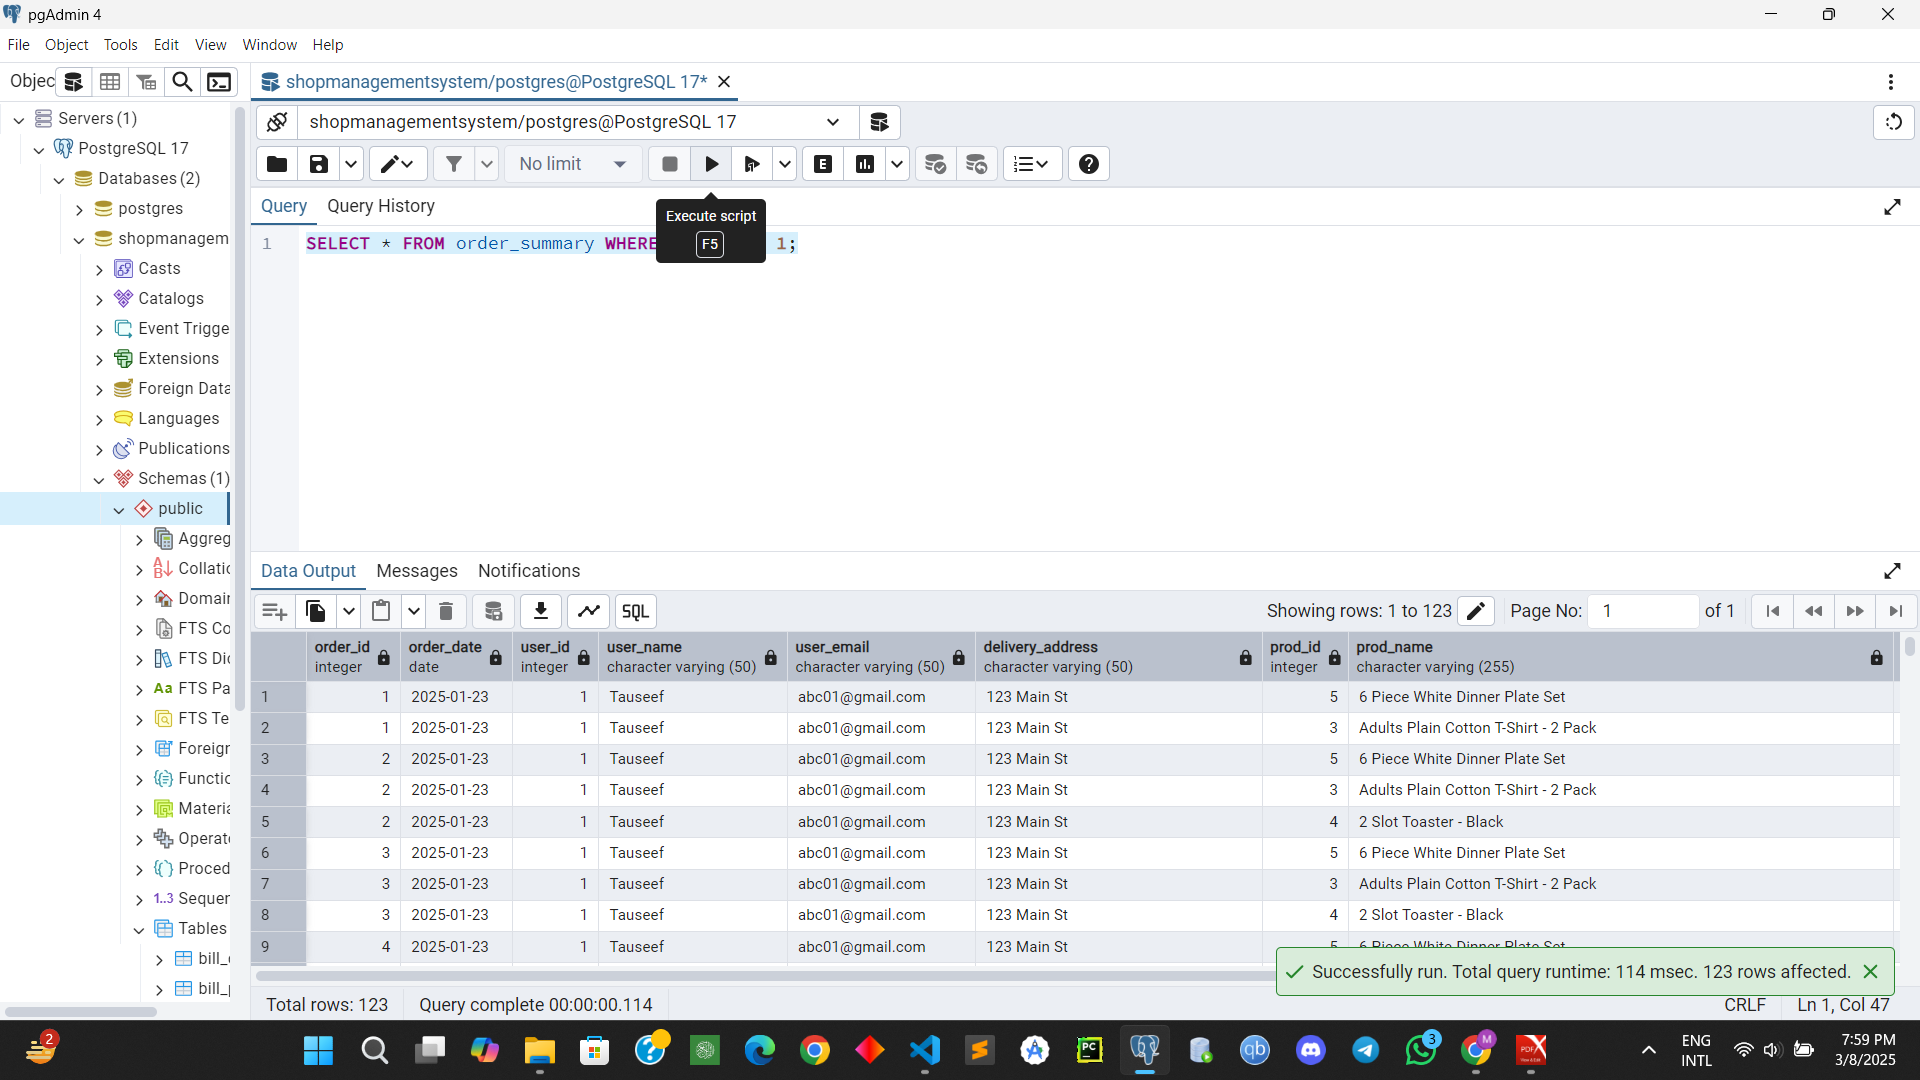 pgAdmin 4
File Object Tools Edit View Window Help
Objec
shopmanagementsystem/postgres@PostgreSQL 17*
Servers (1)
PostgreSQL 17
Databases (2)
postgres
shopmanagem
Casts
Catalogs
Event Trigge
Extensions
Foreign Data
Languages
Publications
Schemas (1)
public
Aggreg
Collatic
Domair
FTS Co
FTS Dic
Aa FTS Pa
FTS Te
Foreigr
Functic
Materia
Operat
Proced
1..3 Sequer
Tables
bill_
bill_
shopmanagementsystem/postgres@PostgreSQL 17
No limit
E
Query Query History
Execute script
F5
1 SELECT * FROM order_summary WHERE 1;
Data Output Messages Notifications
SQL
Showing rows: 1 to 123 Page No: 1 of 1
order_id integer order_date date user_id integer user_name character varying (50) user_email character varying (50) delivery_address character varying (50) prod_id integer prod_name character varying (255)
1 1 2025-01-23 1 Tauseef abc01@gmail.com 123 Main St 5 6 Piece White Dinner Plate Set
2 1 2025-01-23 1 Tauseef abc01@gmail.com 123 Main St 3 Adults Plain Cotton T-Shirt - 2 Pack
3 2 2025-01-23 1 Tauseef abc01@gmail.com 123 Main St 5 6 Piece White Dinner Plate Set
4 2 2025-01-23 1 Tauseef abc01@gmail.com 123 Main St 3 Adults Plain Cotton T-Shirt - 2 Pack
5 2 2025-01-23 1 Tauseef abc01@gmail.com 123 Main St 4 2 Slot Toaster - Black
6 3 2025-01-23 1 Tauseef abc01@gmail.com 123 Main St 5 6 Piece White Dinner Plate Set
7 3 2025-01-23 1 Tauseef abc01@gmail.com 123 Main St 3 Adults Plain Cotton T-Shirt - 2 Pack
8 3 2025-01-23 1 Tauseef abc01@gmail.com 123 Main St 4 2 Slot Toaster - Black
9 4 2025-01-23 1 Tauseef abc01@gmail.com 123 Main St 5 6 Piece White Dinner Plate Set
Successfully run. Total query runtime: 114 msec. 123 rows affected.
Total rows: 123 Query complete 00:00:00.114 CRLF Ln 1, Col 47
2
PC
qb
3
M
PDF
ENG
INTL
7:59 PM
3/8/2025